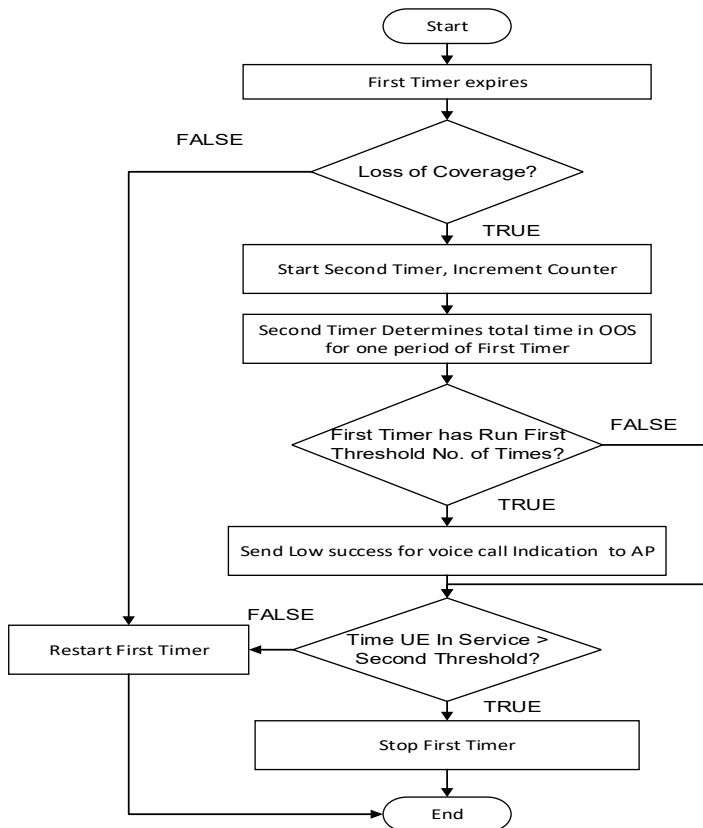 Start
First Timer expires
FALSE
Loss of Coverage?
TRUE
Start Second Timer, Increment Counter
Second Timer Determines total time in OOS
for one period of First Timer
First Timer has Run First
Threshold No. of Times?
FALSE
TRUE
Send Low success for voice call Indication to AP
FALSE
Time UE In Service >
Second Threshold?
Restart First Timer
TRUE
Stop First Timer
End